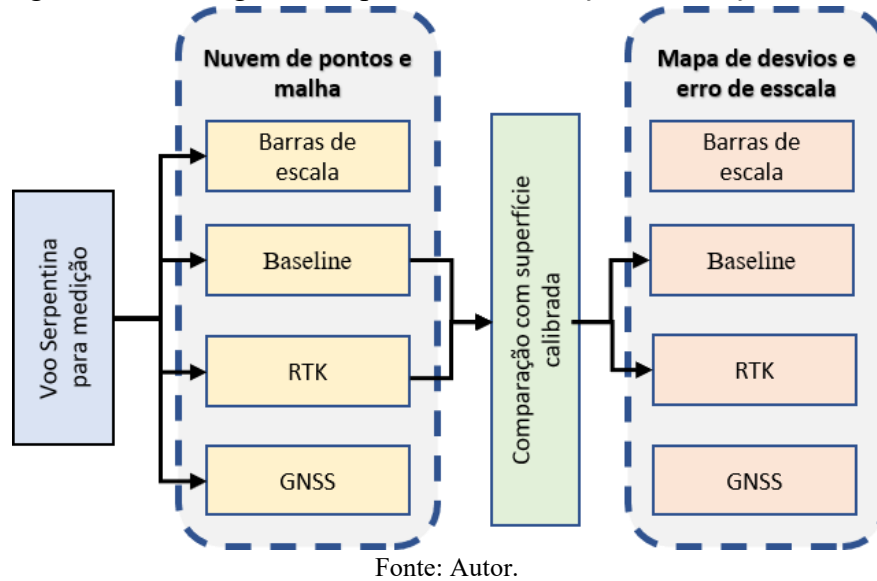 Nuvem de pontos e
malha
Barras de
escala
Baseline
RTK
GNSS
Voo Serpentina
para medição
Comparação com superfície
calibrada
Mapa de desvios e
erro de esscala
Barras de
escala
Baseline
RTK
GNSS
Fonte: Autor.